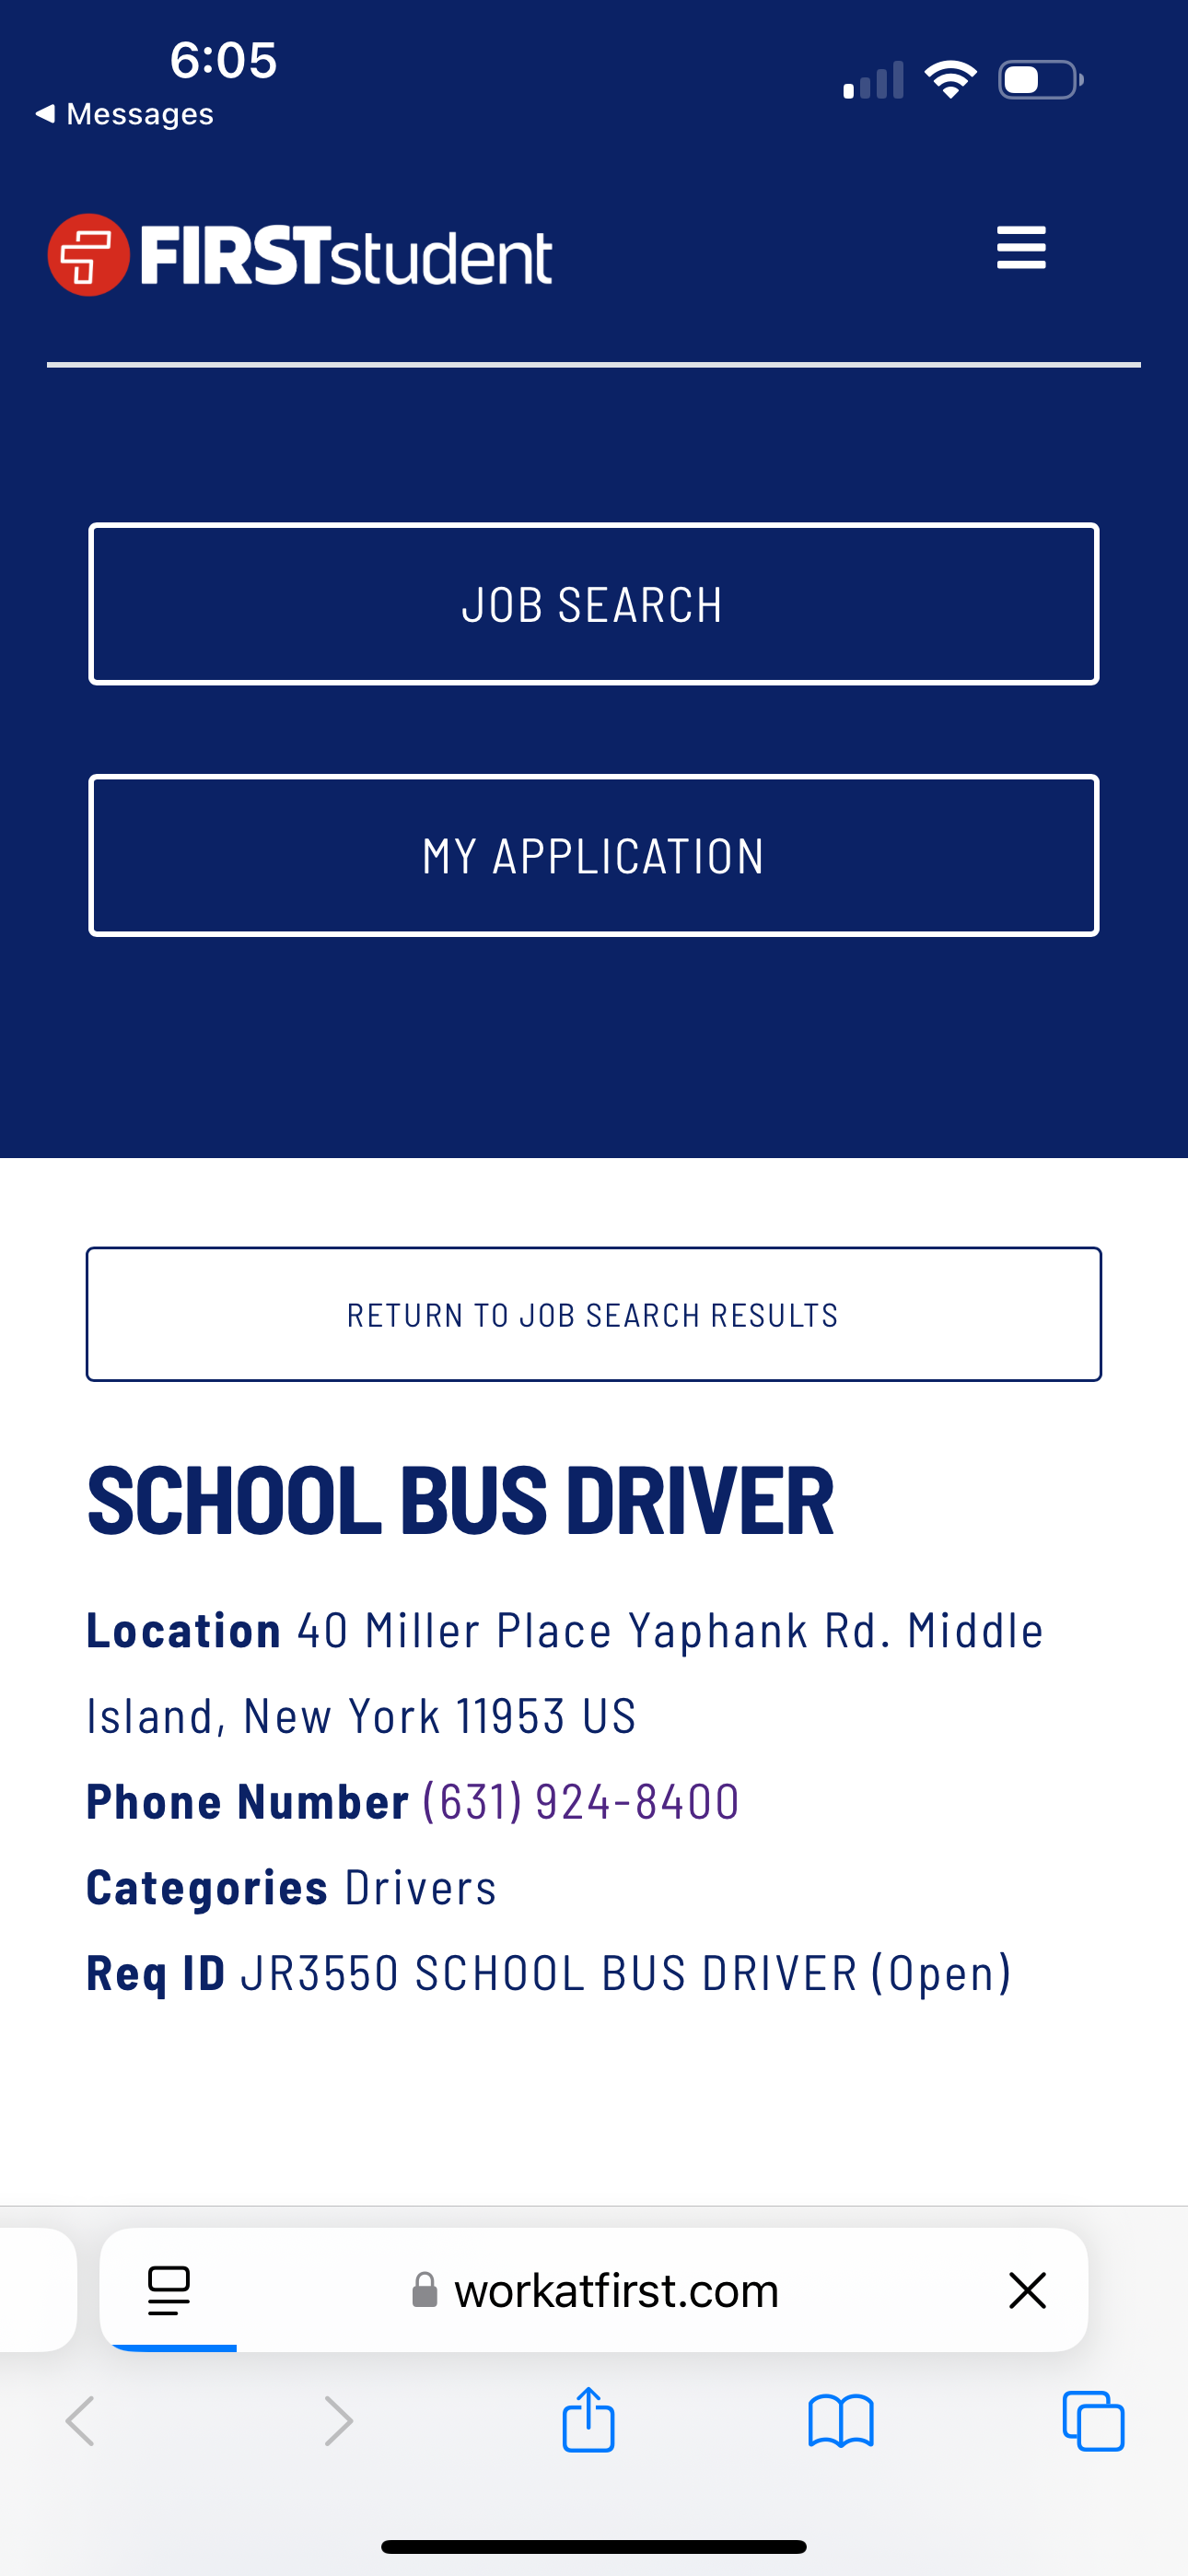 6:05
Messages
FIRSTstudent
JOB SEARCH
MY APPLICATION
RETURN TO JOB SEARCH RESULTS
SCHOOL BUS DRIVER
Location 40 Miller Place Yaphank Rd. Middle
Island, New York 11953 US
Phone Number (631) 924-8400
Categories Drivers
Req ID JR3550 SCHOOL BUS DRIVER (Open)
workatfirst.com